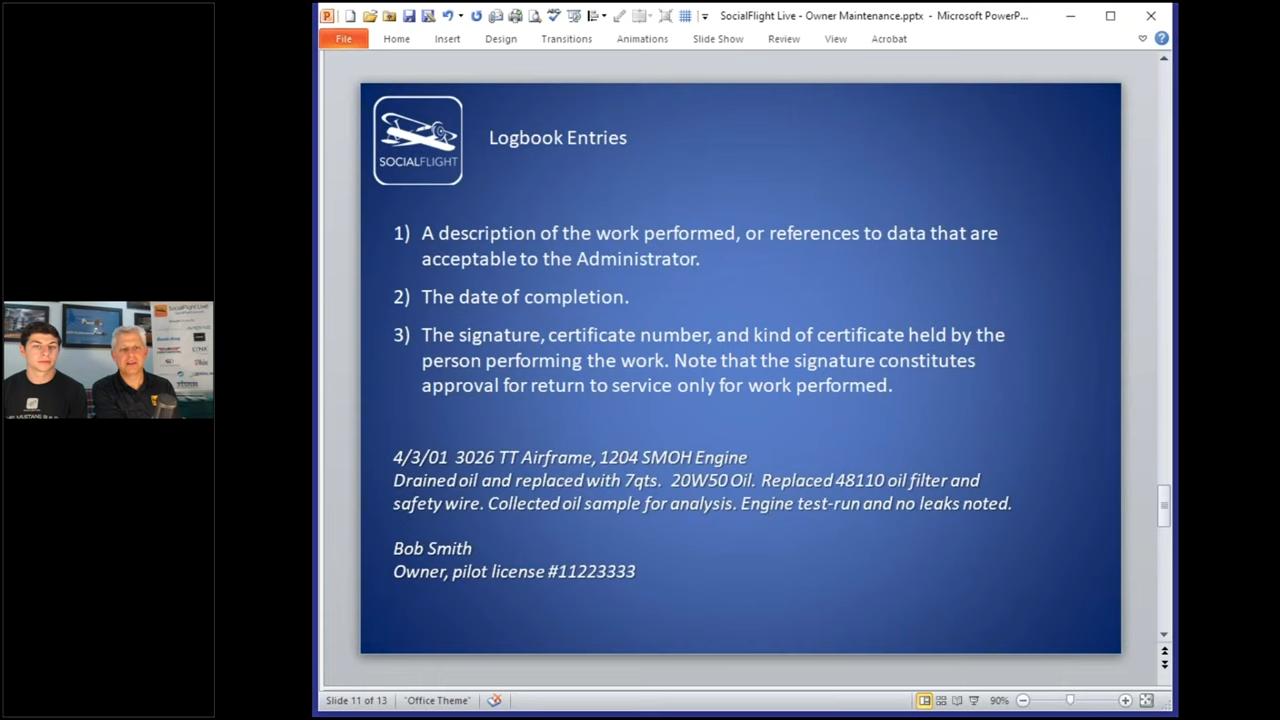 SocialFlight Live - Owner Maintenance.pptx - Microsoft PowerP...
File Home Insert Design Transitions Animations Slide Show Review View Acrobat
SOCIALFLIGHT
Logbook Entries
1) A description of the work performed, or references to data that are
acceptable to the Administrator.
2) The date of completion.
3) The signature, certificate number, and kind of certificate held by the
person performing the work. Note that the signature constitutes
approval for return to service only for work performed.
4/3/01 3026 TT Airframe, 1204 SMOH Engine
Drained oil and replaced with 7qts. 20W50 Oil. Replaced 48110 oil filter and
safety wire. Collected oil sample for analysis. Engine test-run and no leaks noted.
Bob Smith
Owner, pilot license #11223333
SocialFlight Live!
Slide 11 of 13 "Office Theme" 90%